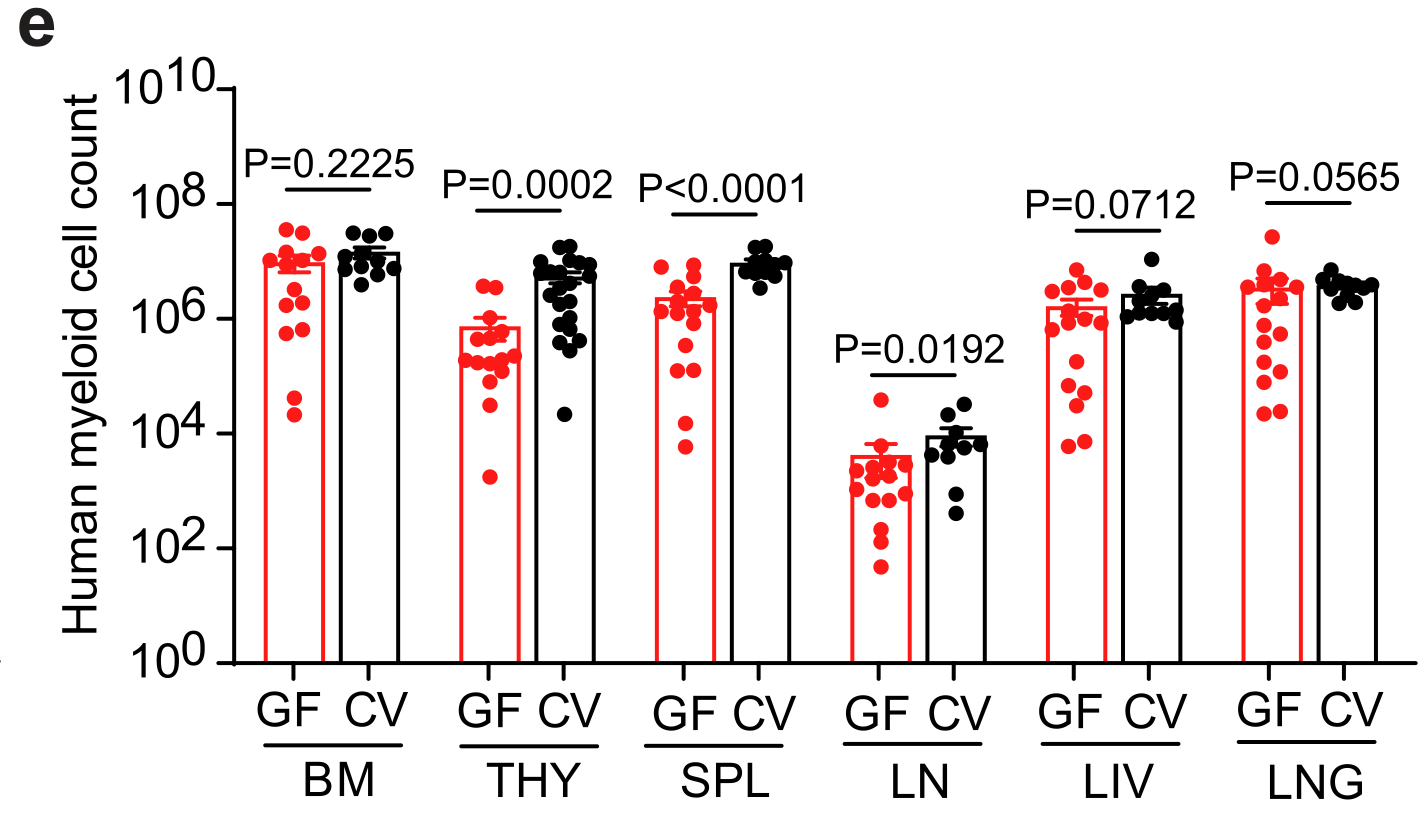 e
Human myeloid cell count
10^10
10^8
10^6
10^4
10^2
10^0
P=0.2225
P=0.0002
P<0.0001
P=0.0192
P=0.0712
P=0.0565
GF CV GF CV GF CV GF CV GF CV GF CV
BM THY SPL LN LIV LNG